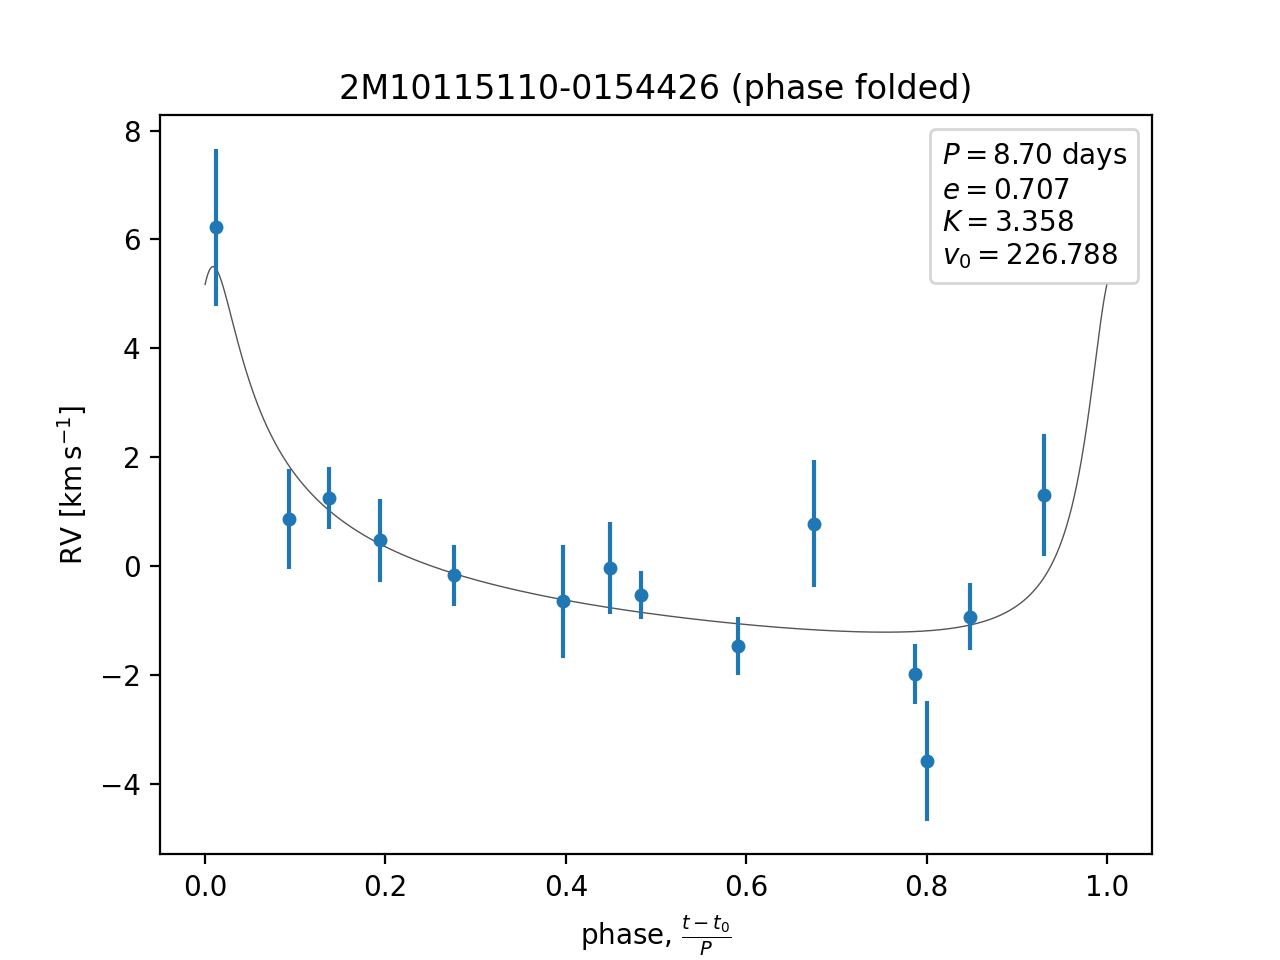 2M10115110-0154426 (phase folded)
P = 8.70 days
e = 0.707
K = 3.358
v₀ = 226.788
RV [km s⁻¹]
8
6
4
2
0
−2
−4
0.0 0.2 0.4 0.6 0.8 1.0
phase, (t − t₀)/P